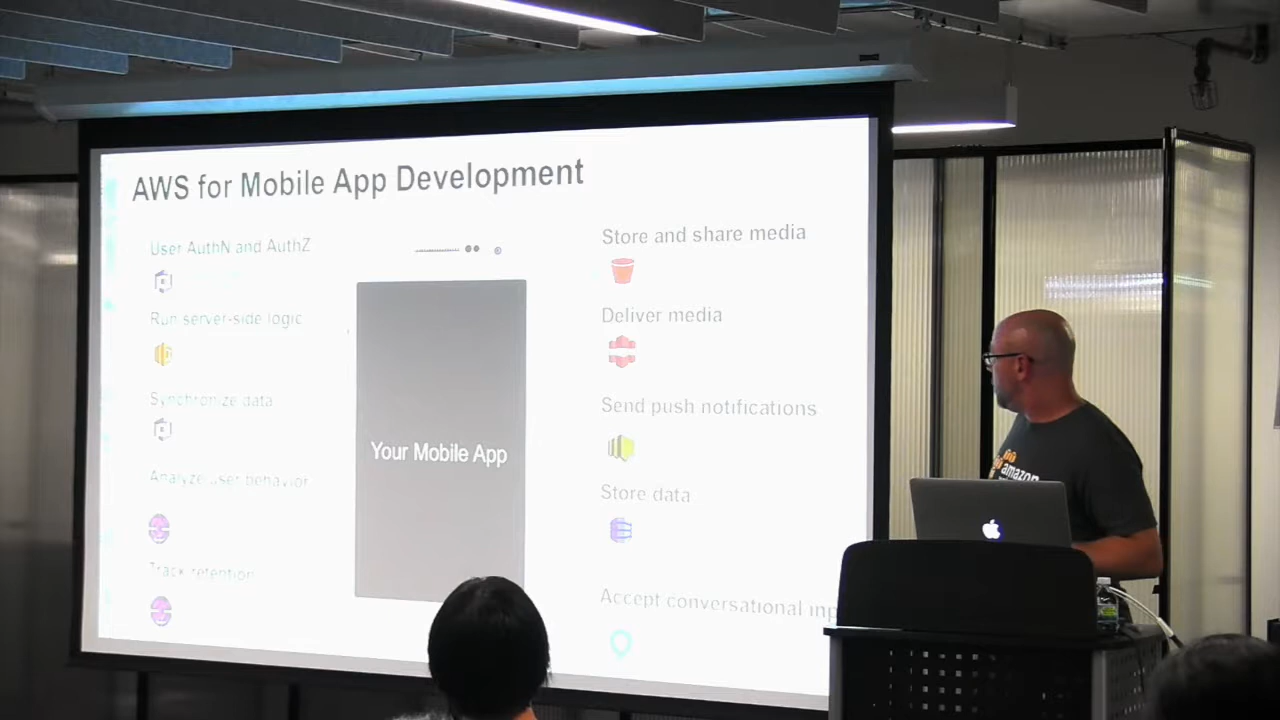 AWS for Mobile App Development
User AuthN and AuthZ
Run server-side logic
Synchronize data
Analyze user behavior
Track retention
Your Mobile App
Store and share media
Deliver media
Send push notifications
Store data
Accept conversational inp
amazon